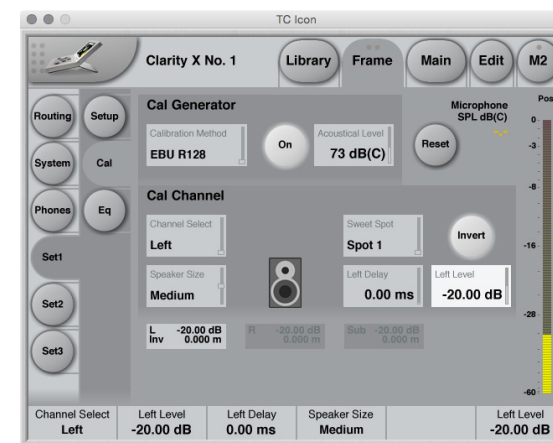 TC Icon
Clarity X No. 1
Library
Frame
Main
Edit
M2
Routing
Setup
Cal Generator
Microphone
SPL dB(C)
Pos
0
Calibration Method
EBU R128
On
Acoustical Level
73 dB(C)
Reset
-3
System
Cal
-8
Phones
Eq
Cal Channel
Channel Select
Left
Sweet Spot
Spot 1
Invert
-16
Set1
Speaker Size
Medium
Left Delay
0.00 ms
Left Level
-20.00 dB
Set2
-28
L -20.00 dB
Inv 0.000 m
R -20.00 dB
0.000 m
Sub -20.00 dB
0.000 m
Set3
-60
Channel Select
Left
Left Level
-20.00 dB
Left Delay
0.00 ms
Speaker Size
Medium
Left Level
-20.00 dB